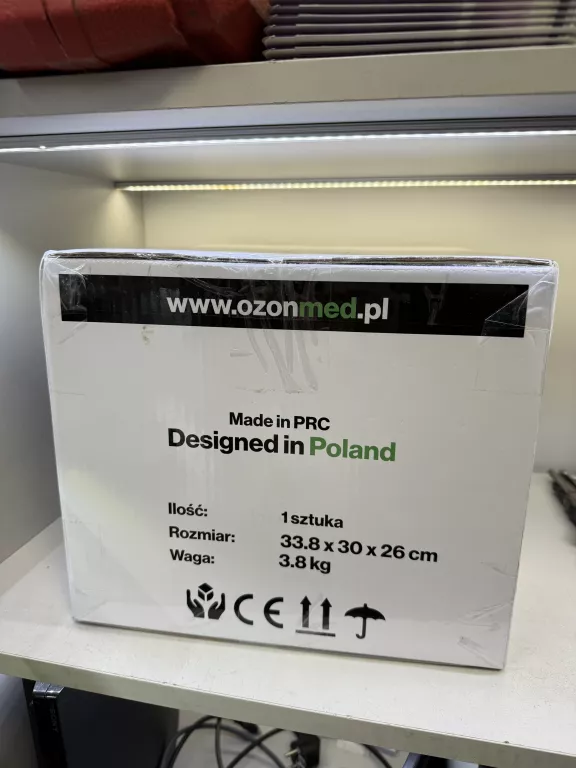 www.ozonmed.pl
Made in PRC
Designed in Poland
Ilość: 1 sztuka
Rozmiar: 33.8 x 30 x 26 cm
Waga: 3.8 kg
CE